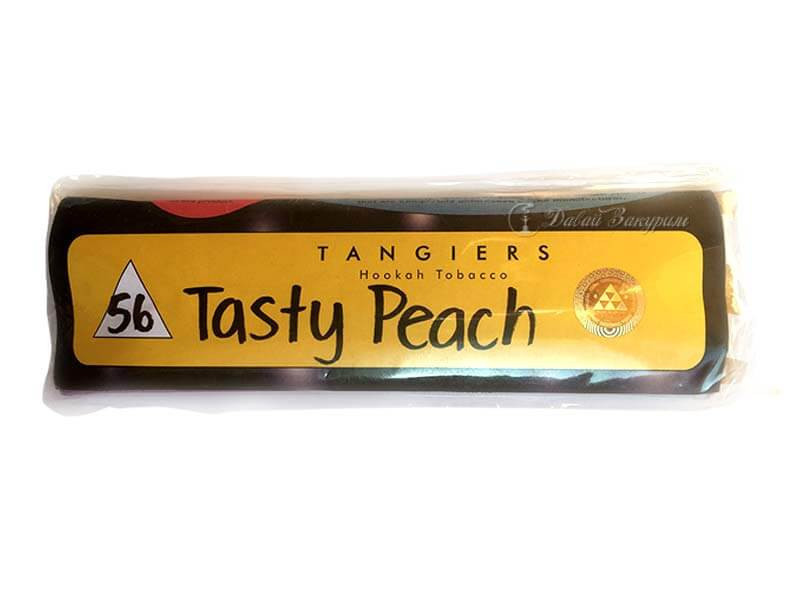 Давай Закурим
TANGIERS
Hookah Tobacco
56 Tasty Peach